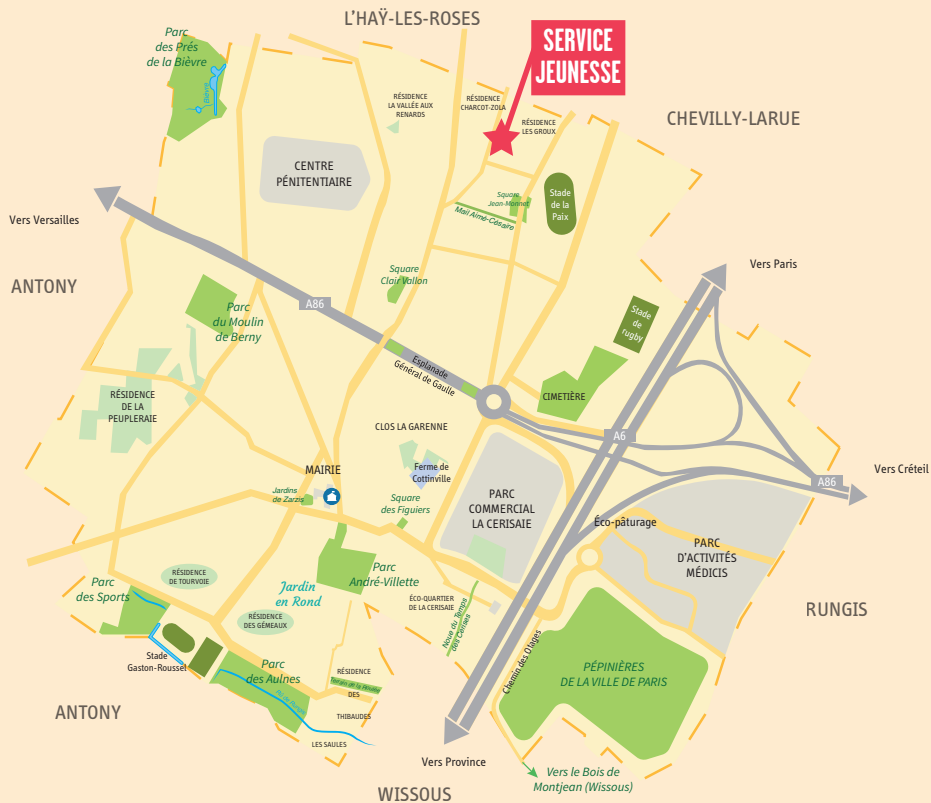 L'HAŸ-LES-ROSES
Parc
des Prés
de la Bièvre
Bièvre
SERVICE
JEUNESSE
RÉSIDENCE
LA VALLÉE AUX
RENARDS
RÉSIDENCE
CHARCOT-ZOLA
RÉSIDENCE
LES GROUX
CHEVILLY-LARUE
CENTRE
PÉNITENTIAIRE
Square
Jean-Monnet
Mail Aimé-Césaire
Stade
de la
Paix
Vers Versailles
ANTONY
Vers Paris
Square
Clair Vallon
A86
Parc
du Moulin
de Berny
Stade
de
rugby
Esplanade
Général de Gaulle
CIMETIÈRE
RÉSIDENCE
DE LA
PEUPLERAIE
CLOS LA GARENNE
A6
MAIRIE
Ferme de
Cottinville
Vers Créteil
A86
Jardins
de Zarzis
Square
des Figuiers
PARC
COMMERCIAL
LA CERISAIE
Éco-pâturage
PARC
D'ACTIVITÉS
MÉDICIS
RÉSIDENCE
DE TOURVOIE
Parc
des Sports
Jardin
en Rond
Parc
André-Villette
ÉCO-QUARTIER
DE LA CERISAIE
Noue du Temps
des Cerises
RUNGIS
RÉSIDENCE
DES GÉMEAUX
Stade
Gaston-Roussel
Parc
des Aulnes
Chemin des Otages
PÉPINIÈRES
DE LA VILLE DE PARIS
RÉSIDENCE
DES
THIBAUDES
LES SAULES
ANTONY
Vers Province
Vers le Bois de
Montjean (Wissous)
WISSOUS